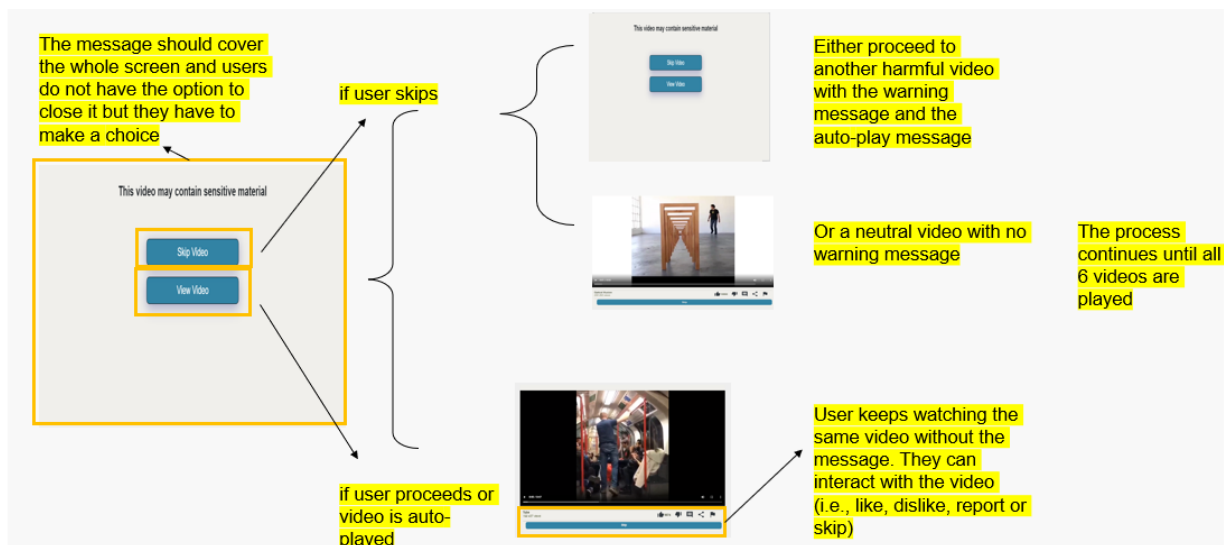 The message should cover
the whole screen and users
do not have the option to
close it but they have to
make a choice
This video may contain sensitive material
Skip Video
View Video
if user skips
if user proceeds or
video is auto-
played
This video may contain sensitive material
Skip Video
View Video
Either proceed to
another harmful video
with the warning
message and the
auto-play message
Or a neutral video with no
warning message
The process
continues until all
6 videos are
played
User keeps watching the
same video without the
message. They can
interact with the video
(i.e., like, dislike, report or
skip)